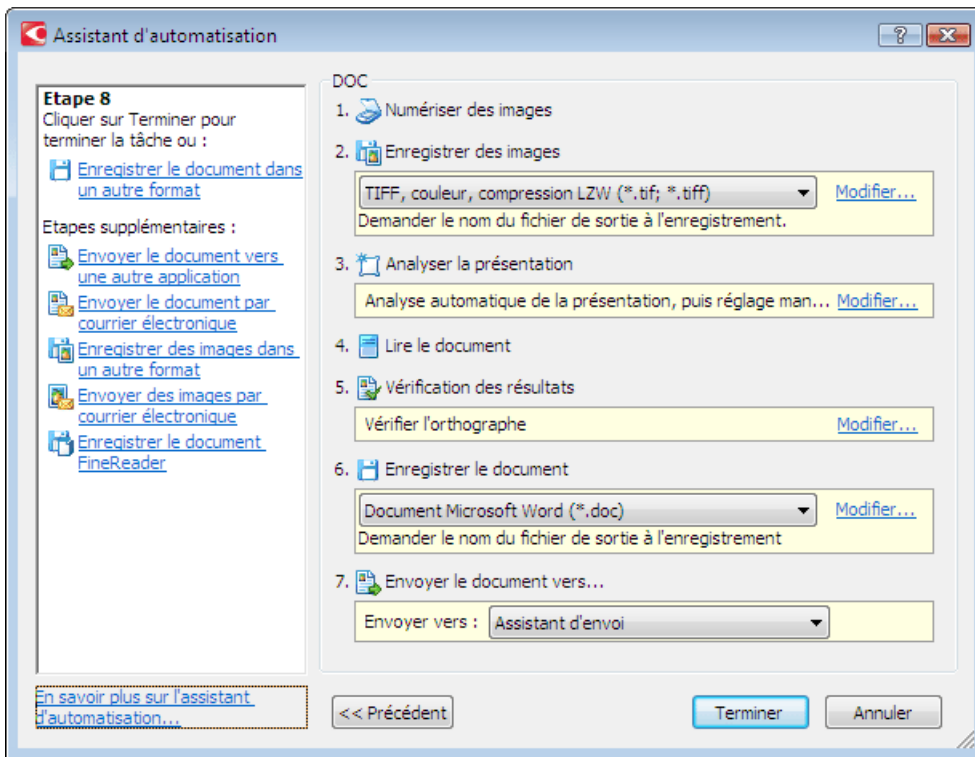 Assistant d'automatisation
Etape 8
Cliquer sur Terminer pour
terminer la tâche ou :
Enregistrer le document dans
un autre format
Etapes supplémentaires :
Envoyer le document vers
une autre application
Envoyer le document par
courrier électronique
Enregistrer des images dans
un autre format
Envoyer des images par
courrier électronique
Enregistrer le document
FineReader
En savoir plus sur l'assistant
d'automatisation...
DOC
1. Numériser des images
2. Enregistrer des images
TIFF, couleur, compression LZW (*.tif; *.tiff) Modifier...
Demander le nom du fichier de sortie à l'enregistrement.
3. Analyser la présentation
Analyse automatique de la présentation, puis réglage man... Modifier...
4. Lire le document
5. Vérification des résultats
Vérifier l'orthographe Modifier...
6. Enregistrer le document
Document Microsoft Word (*.doc) Modifier...
Demander le nom du fichier de sortie à l'enregistrement
7. Envoyer le document vers...
Envoyer vers : Assistant d'envoi
<< Précédent Terminer Annuler